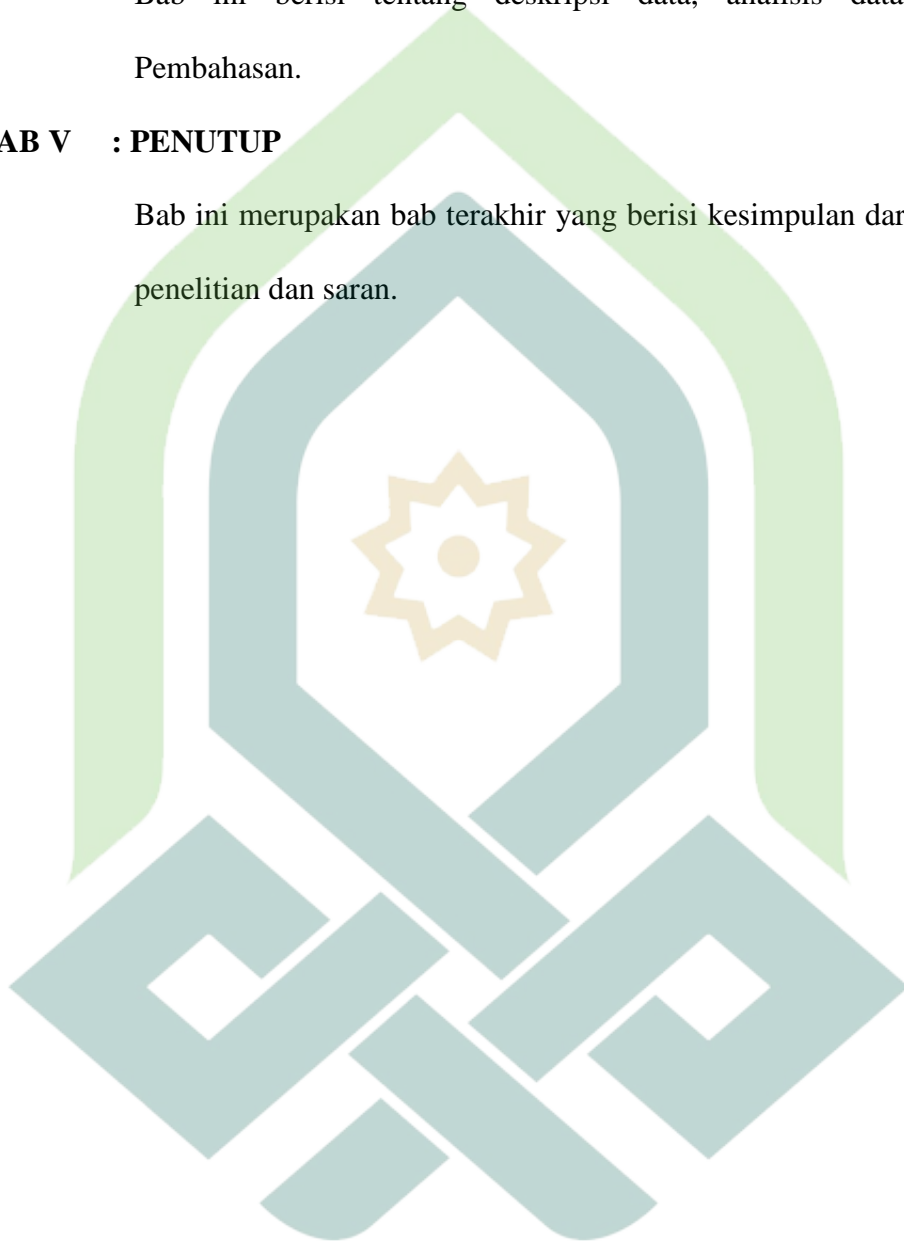 Bab ini berisi tentang deskripsi data, analisis data
Pembahasan.
AB V : PENUTUP
Bab ini merupakan bab terakhir yang berisi kesimpulan dar
penelitian dan saran.